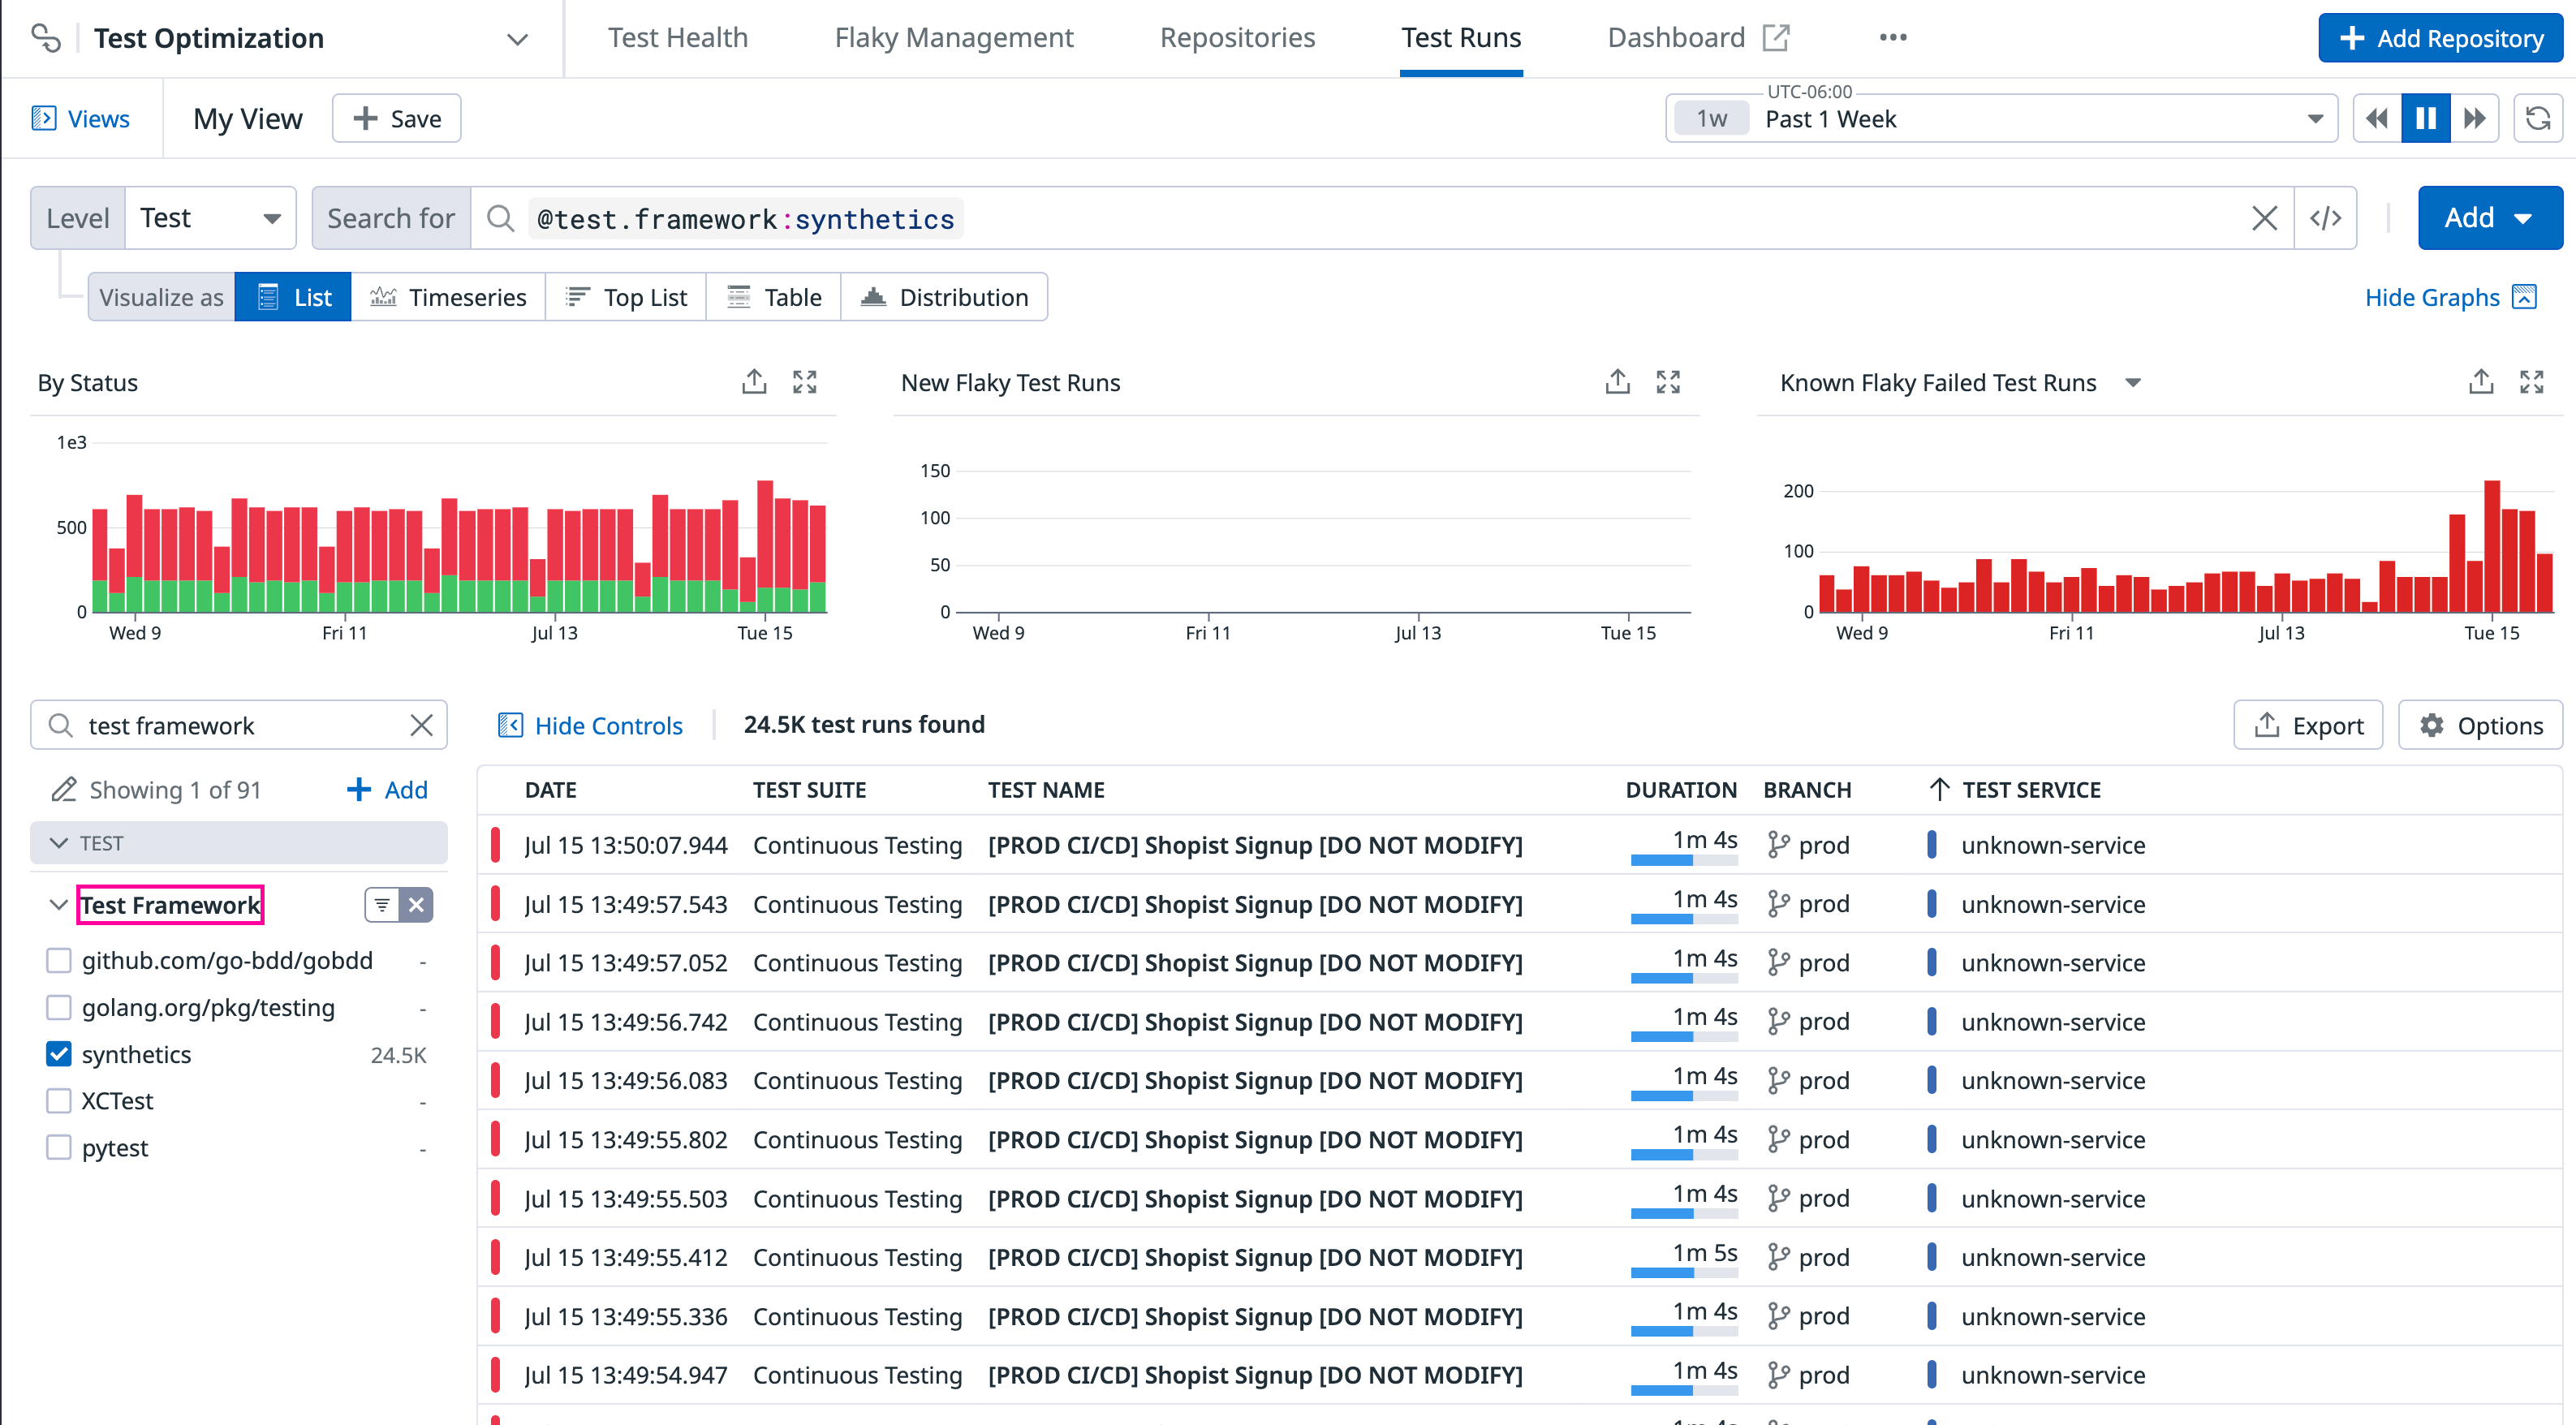 Test Optimization
Test Health
Flaky Management
Repositories
Test Runs
Dashboard
Add Repository
Views
My View
Save
UTC-06:00
1w
Past 1 Week
Level
Test
Search for
@test.framework:synthetics
</>
Add
Visualize as
List
Timeseries
Top List
Table
Distribution
Hide Graphs
By Status
1e3
500
0
Wed 9
Fri 11
Jul 13
Tue 15
New Flaky Test Runs
150
100
50
0
Wed 9
Fri 11
Jul 13
Tue 15
Known Flaky Failed Test Runs
200
100
0
Wed 9
Fri 11
Jul 13
Tue 15
test framework
Showing 1 of 91
Add
TEST
Test Framework
github.com/go-bdd/gobdd -
golang.org/pkg/testing -
synthetics 24.5K
XCTest -
pytest -
Hide Controls
24.5K test runs found
Export
Options
DATE TEST SUITE TEST NAME DURATION BRANCH TEST SERVICE
Jul 15 13:50:07.944 Continuous Testing [PROD CI/CD] Shopist Signup [DO NOT MODIFY] 1m 4s prod unknown-service
Jul 15 13:49:57.543 Continuous Testing [PROD CI/CD] Shopist Signup [DO NOT MODIFY] 1m 4s prod unknown-service
Jul 15 13:49:57.052 Continuous Testing [PROD CI/CD] Shopist Signup [DO NOT MODIFY] 1m 4s prod unknown-service
Jul 15 13:49:56.742 Continuous Testing [PROD CI/CD] Shopist Signup [DO NOT MODIFY] 1m 4s prod unknown-service
Jul 15 13:49:56.083 Continuous Testing [PROD CI/CD] Shopist Signup [DO NOT MODIFY] 1m 4s prod unknown-service
Jul 15 13:49:55.802 Continuous Testing [PROD CI/CD] Shopist Signup [DO NOT MODIFY] 1m 4s prod unknown-service
Jul 15 13:49:55.503 Continuous Testing [PROD CI/CD] Shopist Signup [DO NOT MODIFY] 1m 4s prod unknown-service
Jul 15 13:49:55.412 Continuous Testing [PROD CI/CD] Shopist Signup [DO NOT MODIFY] 1m 5s prod unknown-service
Jul 15 13:49:55.336 Continuous Testing [PROD CI/CD] Shopist Signup [DO NOT MODIFY] 1m 4s prod unknown-service
Jul 15 13:49:54.947 Continuous Testing [PROD CI/CD] Shopist Signup [DO NOT MODIFY] 1m 4s prod unknown-service